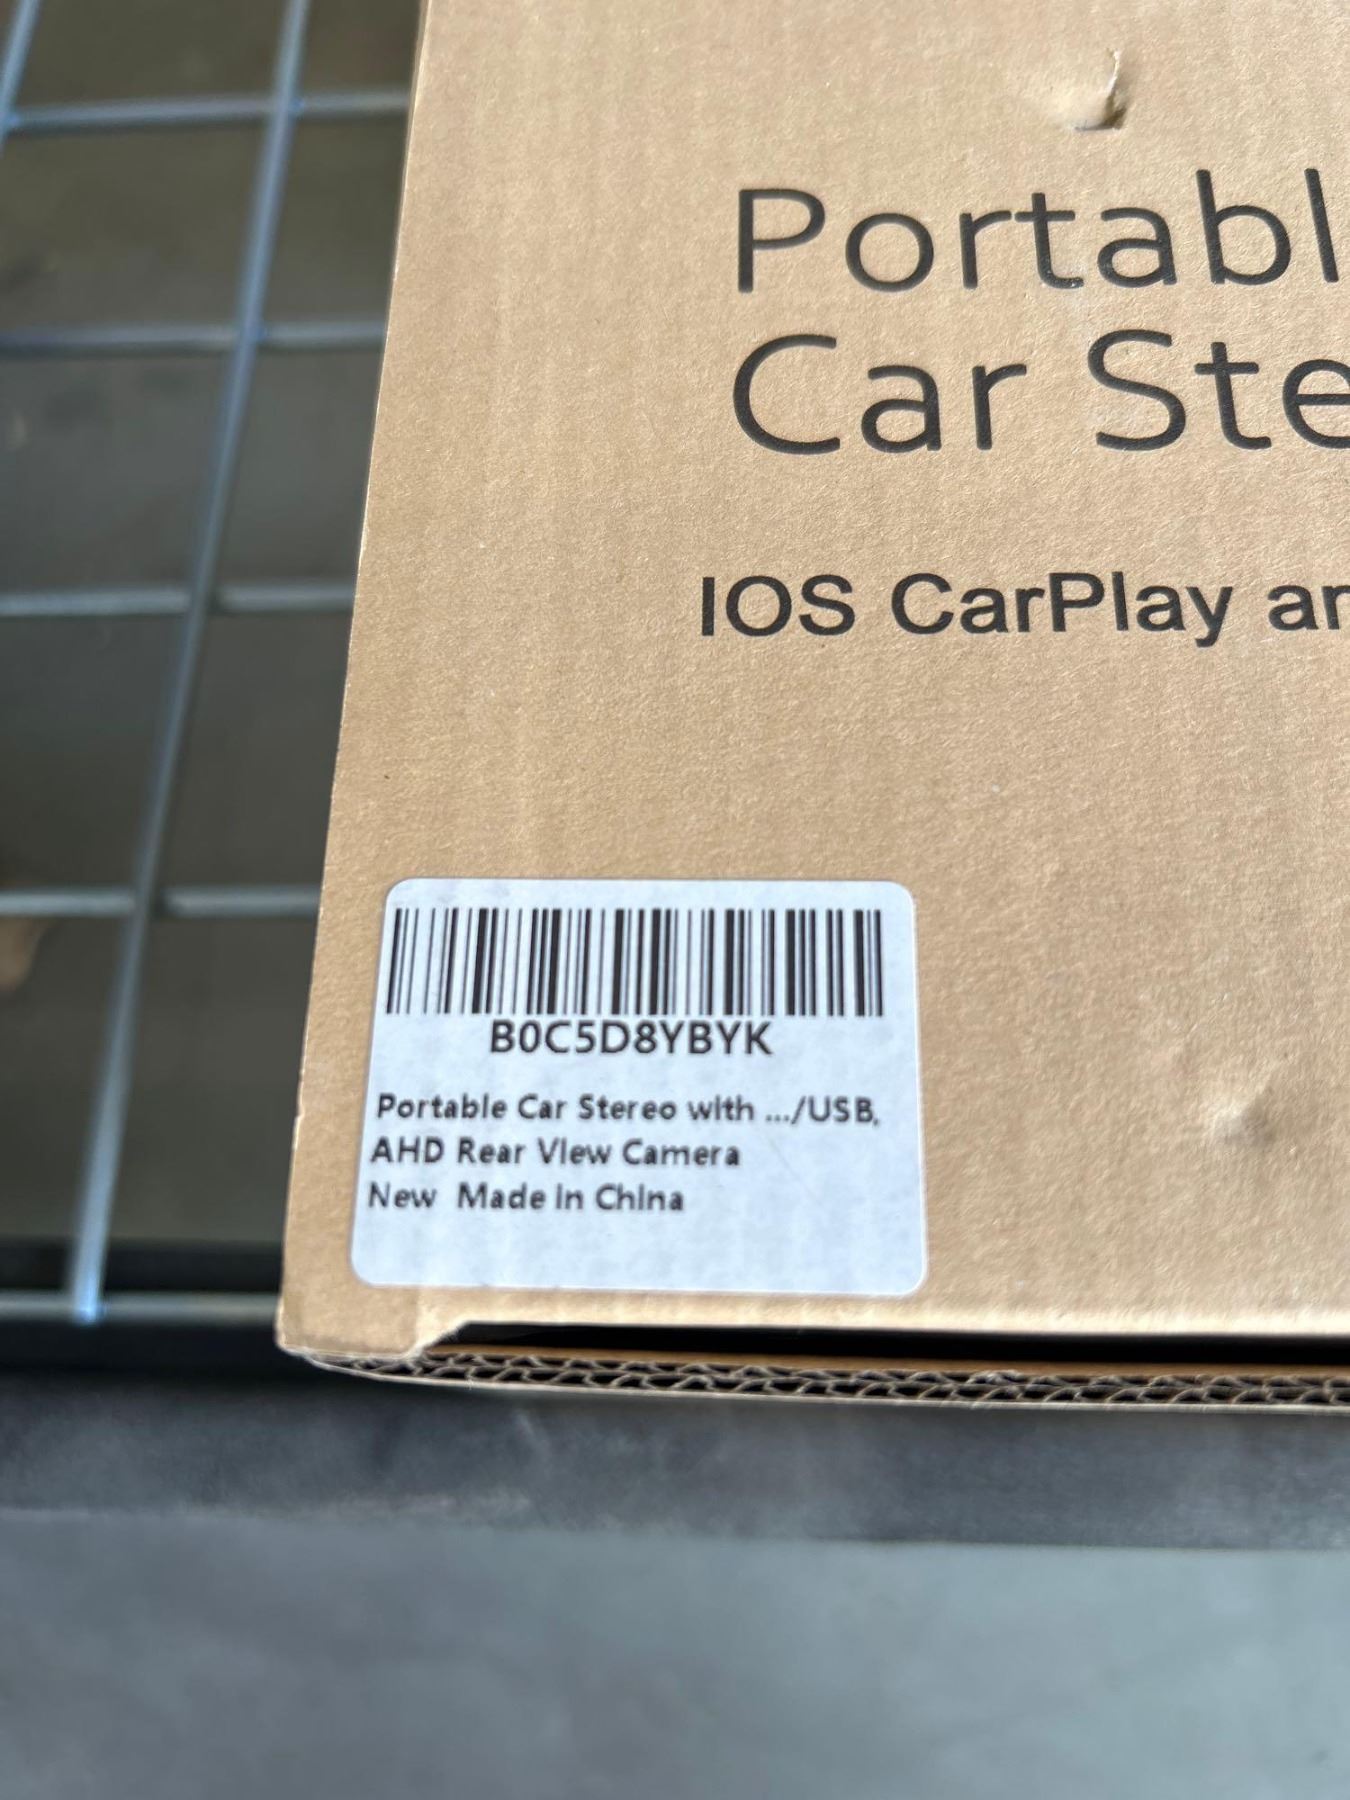 Portabl
Car Ste
IOS CarPlay an
B0C5D8YBYK
Portable Car Stereo with .../USB,
AHD Rear View Camera
New Made in China